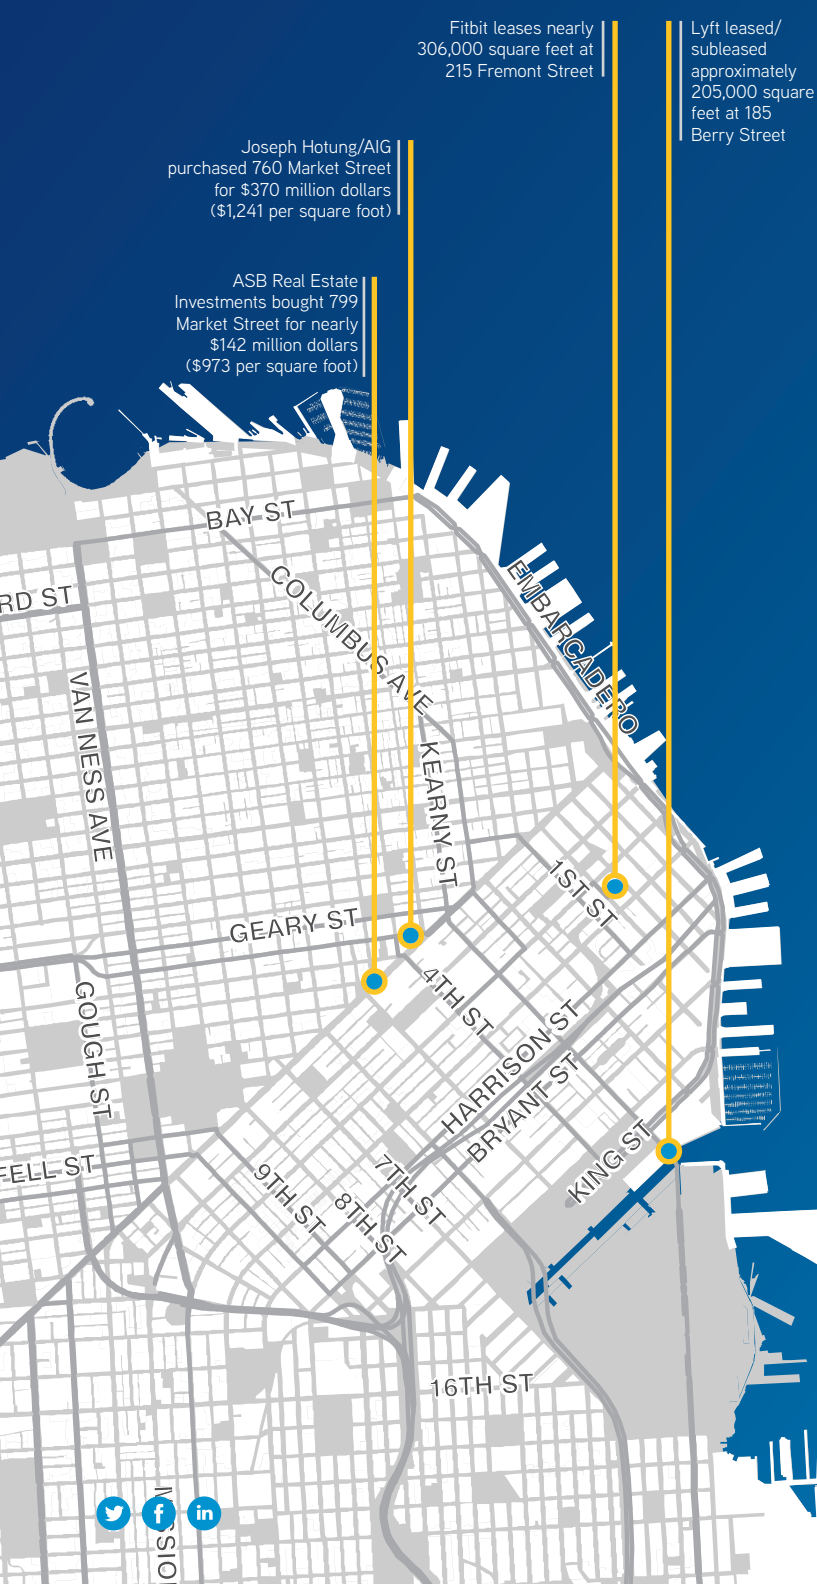 Fitbit leases nearly
306,000 square feet at
215 Fremont Street
Lyft leased/
subleased
approximately
205,000 square
feet at 185
Berry Street
Joseph Hotung/AIG
purchased 760 Market Street
for $370 million dollars
($1,241 per square foot)
ASB Real Estate
Investments bought 799
Market Street for nearly
$142 million dollars
($973 per square foot)
BAY ST
COLUMBUS AVE
EMBARCADERO
RD ST
VAN NESS AVE
KEARNY ST
1ST ST
GEARY ST
4TH ST
GOUGH ST
HARRISON ST
BRYANT ST
KING ST
FELL ST
9TH ST
8TH ST
7TH ST
16TH ST
MISSION
in